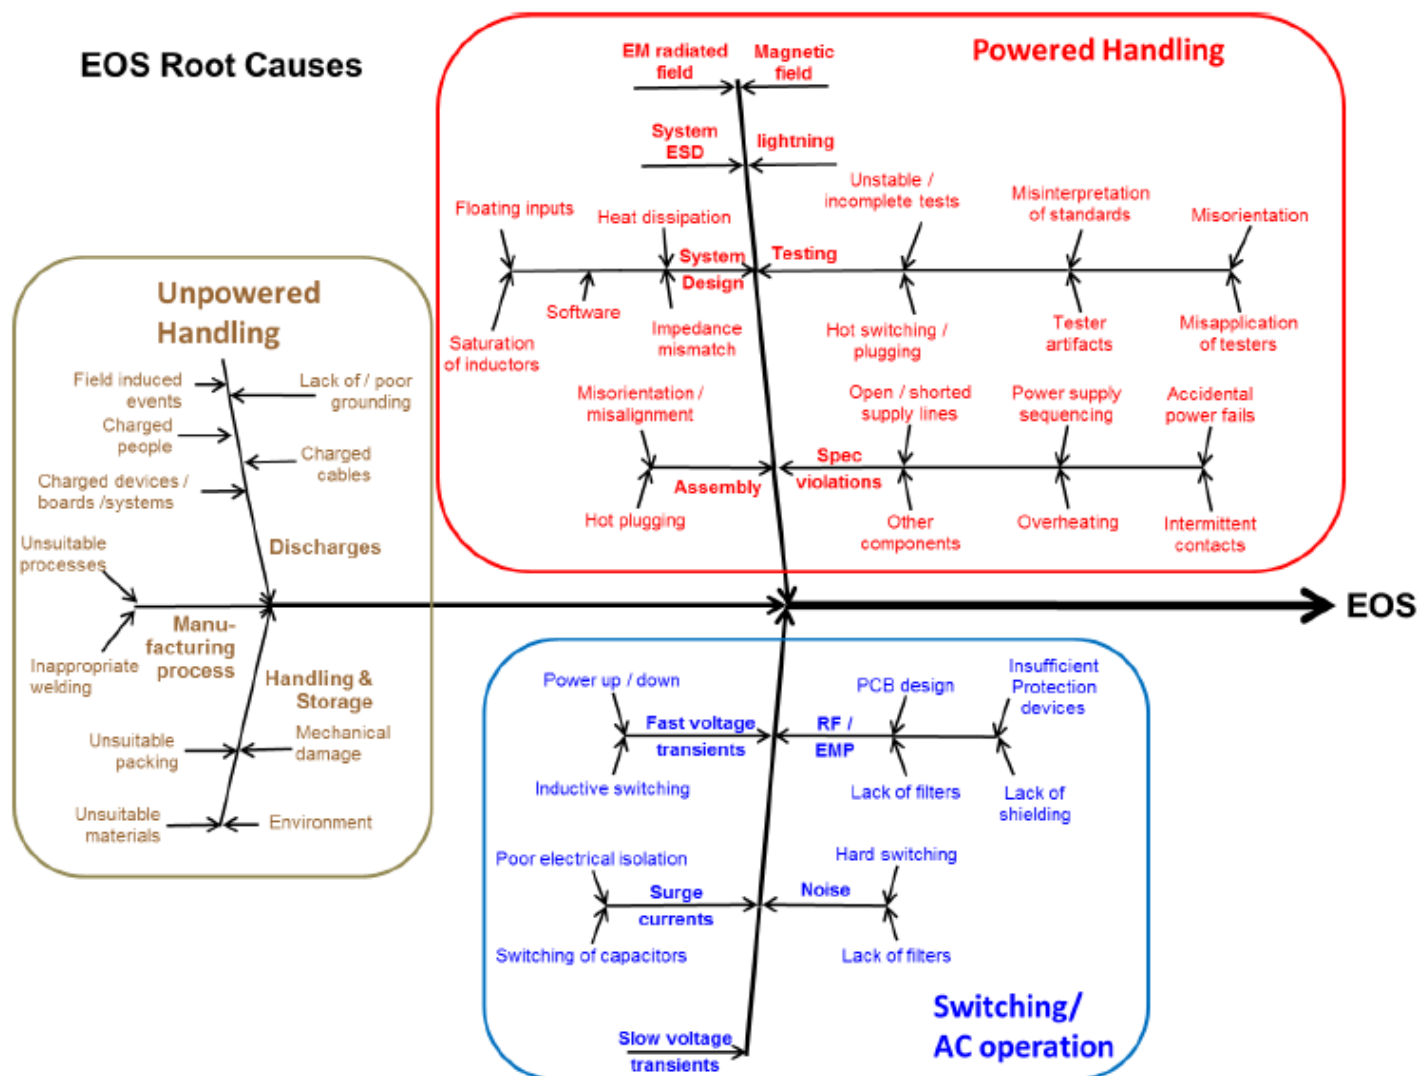 EOS Root Causes
Powered Handling
EM radiated
field
Magnetic
field
System
ESD
lightning
Floating inputs
Heat dissipation
Unstable /
incomplete tests
Misinterpretation
of standards
Misorientation
System
Design
Testing
Software
Saturation
of inductors
Impedance
mismatch
Hot switching /
plugging
Tester
artifacts
Misapplication
of testers
Misorientation /
misalignment
Open / shorted
supply lines
Power supply
sequencing
Accidental
power fails
Assembly
Spec
violations
Hot plugging
Other
components
Overheating
Intermittent
contacts
Unpowered
Handling
Field induced
events
Lack of / poor
grounding
Charged
people
Charged
cables
Charged devices /
boards /systems
Discharges
Unsuitable
processes
Manu-
facturing
process
Inappropriate
welding
Handling &
Storage
Unsuitable
packing
Mechanical
damage
Unsuitable
materials
Environment
EOS
Power up / down
PCB design
Insufficient
Protection
devices
Fast voltage
transients
RF /
EMP
Inductive switching
Lack of filters
Lack of
shielding
Poor electrical isolation
Hard switching
Surge
currents
Noise
Switching of capacitors
Lack of filters
Slow voltage
transients
Switching/
AC operation